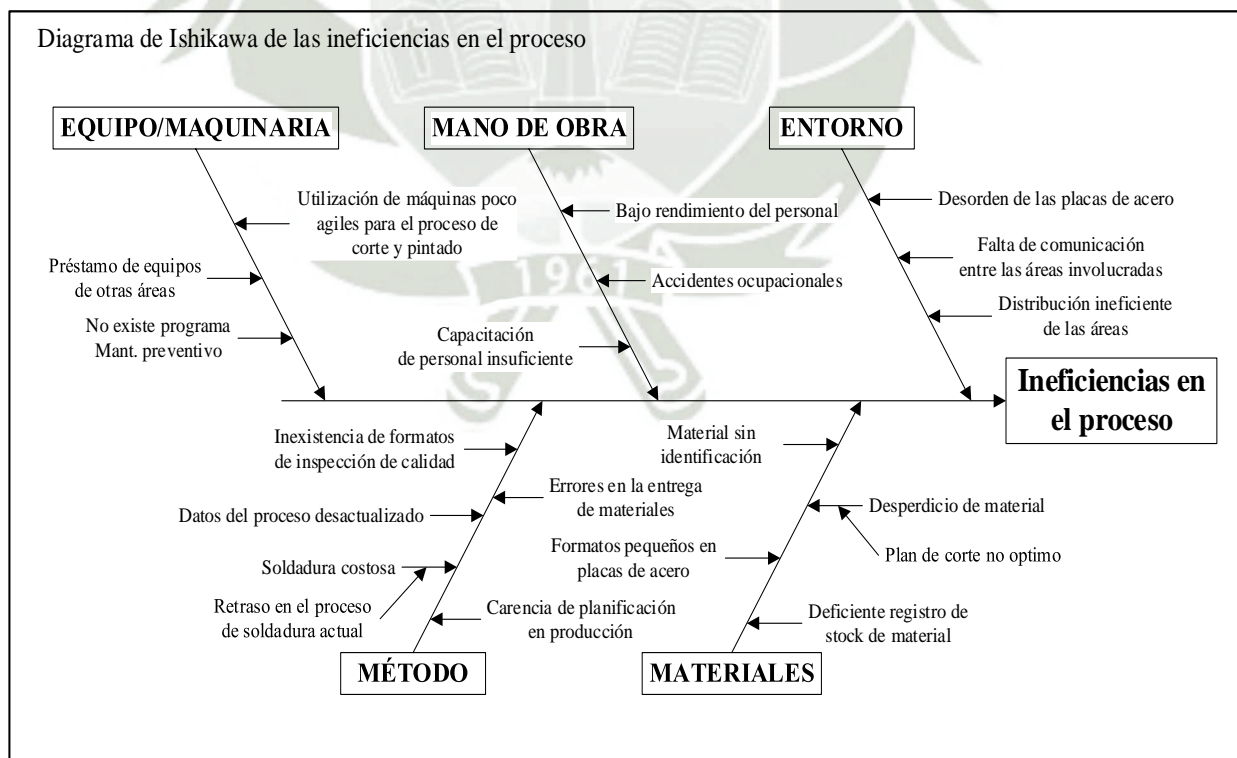 Diagrama de Ishikawa de las ineficiencias en el proceso
EQUIPO/MAQUINARIA
MANO DE OBRA
ENTORNO
Utilización de máquinas poco
agiles para el proceso de
corte y pintado
Préstamo de equipos
de otras áreas
No existe programa
Mant. preventivo
Bajo rendimiento del personal
Accidentes ocupacionales
Capacitación
de personal insuficiente
Desorden de las placas de acero
Falta de comunicación
entre las áreas involucradas
Distribución ineficiente
de las áreas
1961
Ineficiencias en
el proceso
Inexistencia de formatos
de inspección de calidad
Errores en la entrega
de materiales
Datos del proceso desactualizado
Soldadura costosa
Retraso en el proceso
de soldadura actual
Carencia de planificación
en producción
Material sin
identificación
Desperdicio de material
Plan de corte no optimo
Formatos pequeños en
placas de acero
Deficiente registro de
stock de material
MÉTODO
MATERIALES